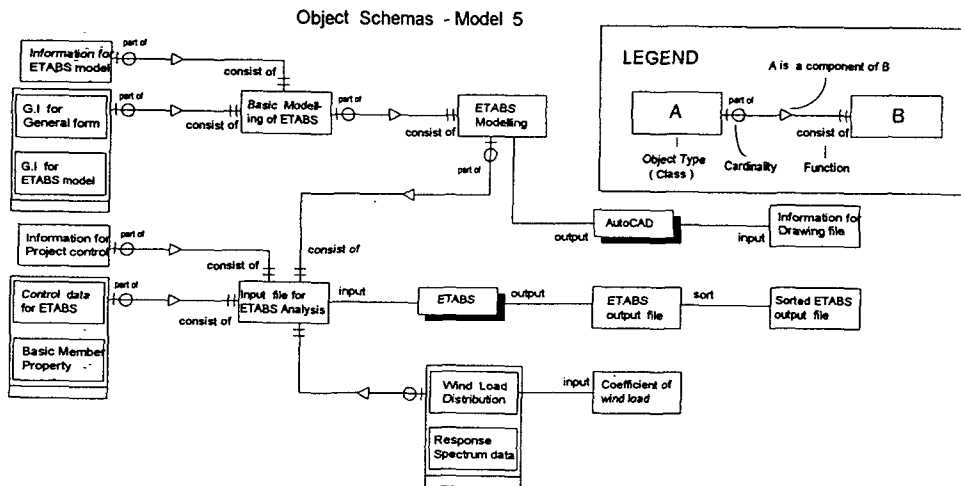 Object Schemas - Model 5
Information for
ETABS model
part of
consist of
G.I for
General form
part of
consist of
G.I for
ETABS model
Basic Modell-
ing of ETABS
part of
consist of
ETABS
Modelling
part of
LEGEND
A is a component of B
A
part of
consist of
B
Object Type
( Class )
Cardinality
Function
output
AutoCAD
input
Information for
Drawing file
Information for
Project control
part of
consist of
consist of
Control data
for ETABS
part of
consist of
Basic Member
Property
Input file for
ETABS Analysis
input
ETABS
output
ETABS
output file
sort
Sorted ETABS
output file
Wind Load
Distribution
input
Coefficient of
wind load
Response
Spectrum data